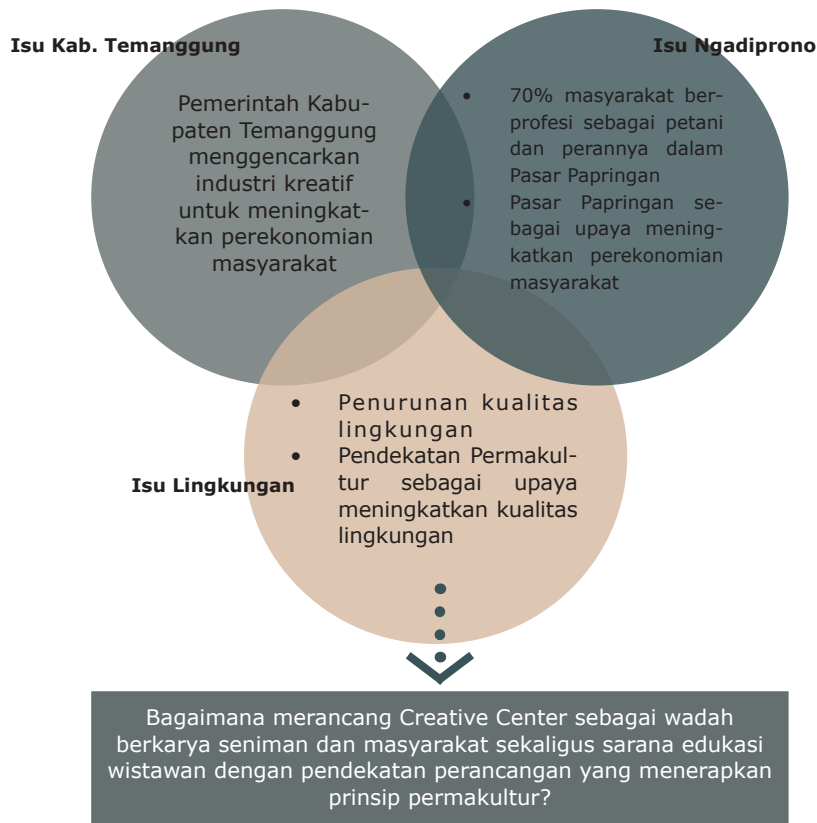 Isu Kab. Temanggung
Pemerintah Kabu-
paten Temanggung
menggencarkan
industri kreatif
untuk meningkat-
kan perekonomian
masyarakat
Isu Ngadiprono
• 70% masyarakat ber-
profesi sebagai petani
dan perannya dalam
Pasar Papringan
• Pasar Papringan se-
bagai upaya mening-
katkan perekonomian
masyarakat
Isu Lingkungan
• Penurunan kualitas
lingkungan
• Pendekatan Permakul-
tur sebagai upaya
meningkatkan kualitas
lingkungan
Bagaimana merancang Creative Center sebagai wadah
berkarya seniman dan masyarakat sekaligus sarana edukasi
wistawan dengan pendekatan perancangan yang menerapkan
prinsip permakultur?